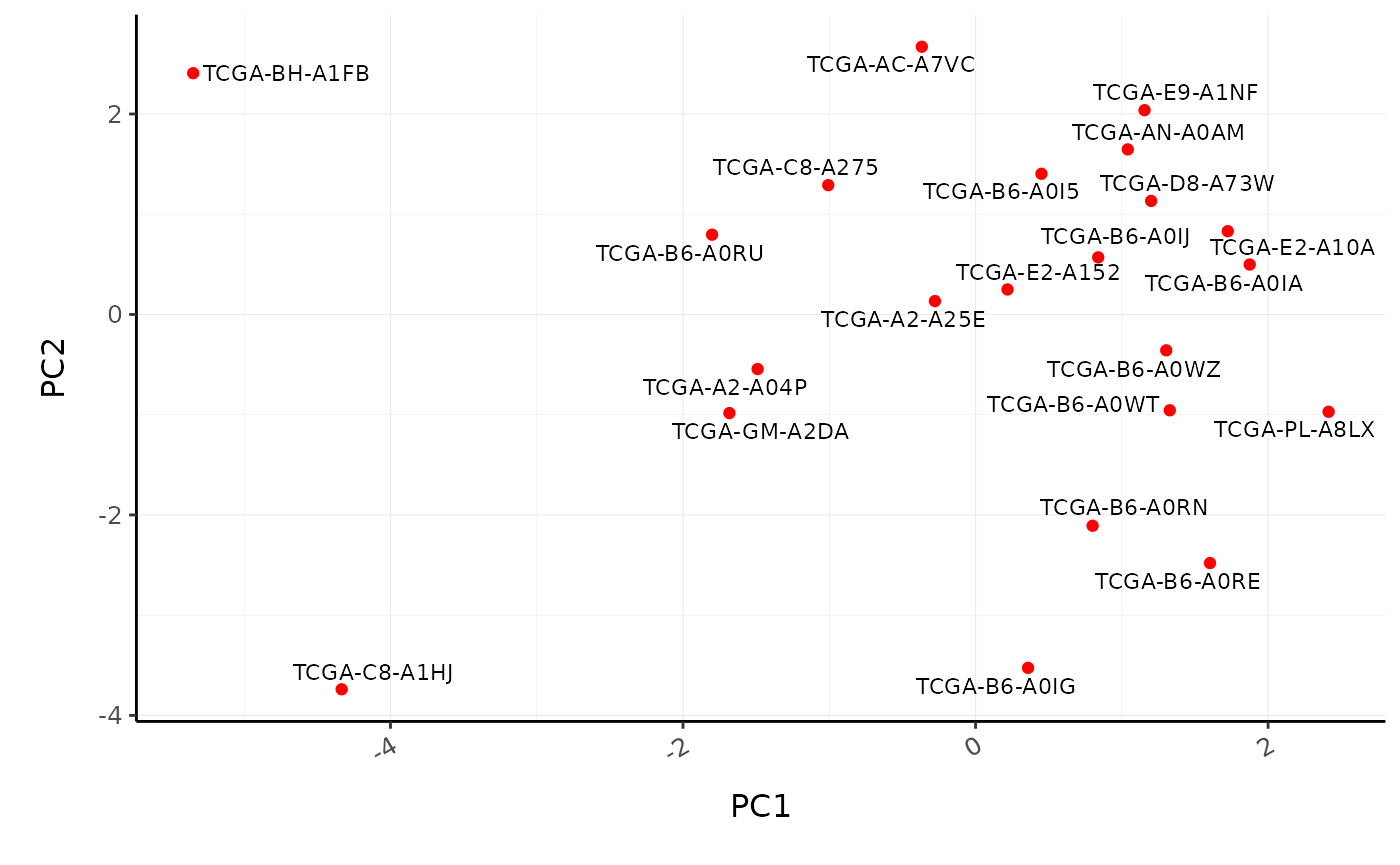 TCGA-AC-A7VC
TCGA-BH-A1FB
TCGA-E9-A1NF
2
TCGA-AN-A0AM
TCGA-C8-A275
TCGA-D8-A73W
TCGA-B6-A0I5
TCGA-B6-A0IJ
TCGA-E2-A10A
TCGA-B6-A0RU
TCGA-E2-A152
TCGA-B6-A0IA
0
TCGA-A2-A25E
PC2
TCGA-B6-A0WZ
TCGA-A2-A04P
TCGA-B6-A0WT
TCGA-PL-A8LX
TCGA-GM-A2DA
TCGA-B6-A0RN
-2
TCGA-B6-A0RE
TCGA-C8-A1HJ
TCGA-B6-A0IG
-4
-4
-2
0
2
PC1